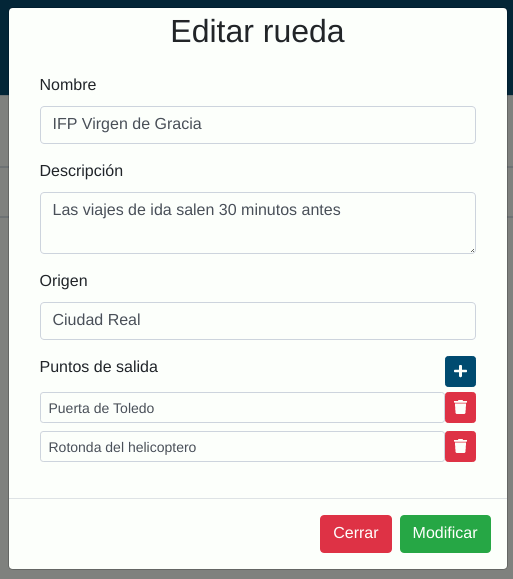 Editar rueda
Nombre
IFP Virgen de Gracia
Descripción
Las viajes de ida salen 30 minutos antes
Origen
Ciudad Real
Puntos de salida
Puerta de Toledo
Rotonda del helicoptero
Cerrar Modificar